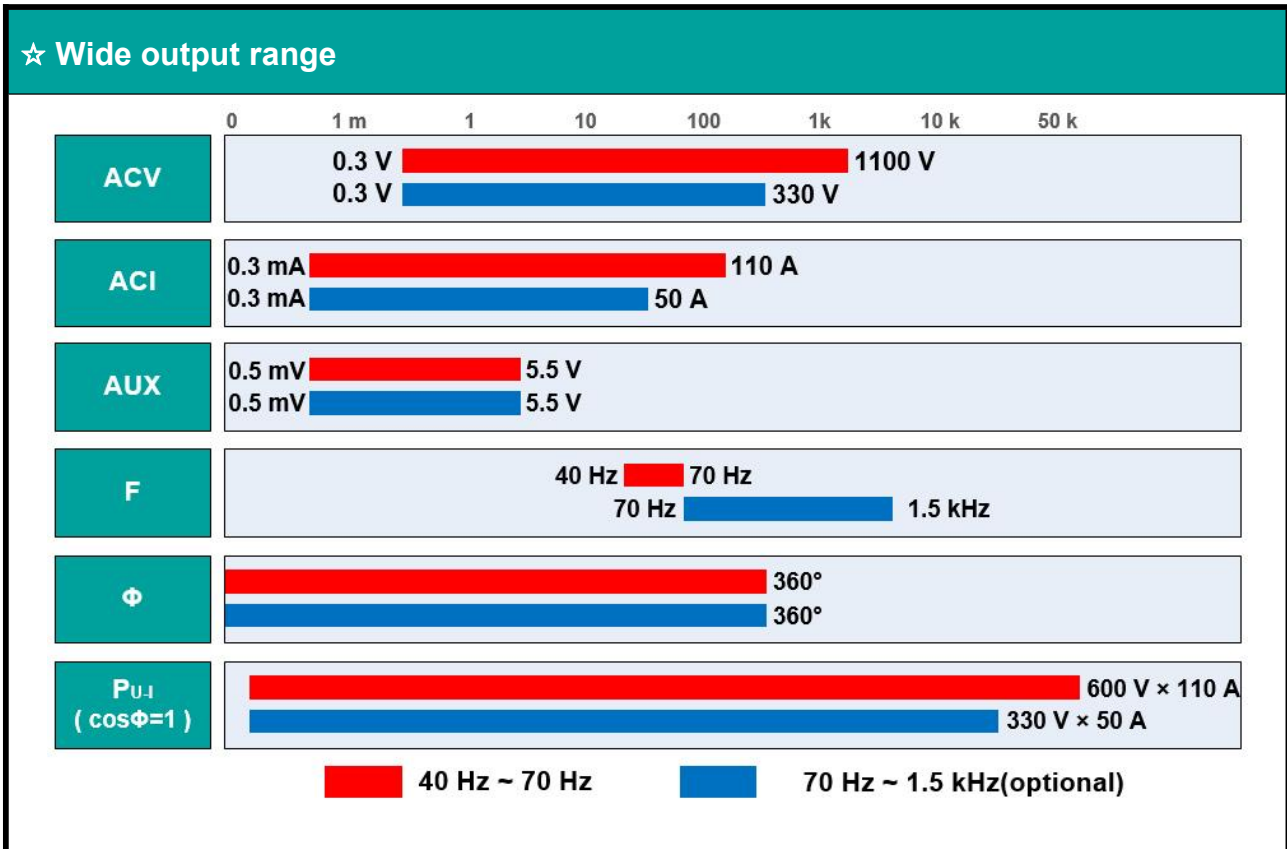 ☆ Wide output range
0 1 m 1 10 100 1k 10 k 50 k
ACV
0.3 V 1100 V
0.3 V 330 V
ACI
0.3 mA 110 A
0.3 mA 50 A
AUX
0.5 mV 5.5 V
0.5 mV 5.5 V
F
40 Hz 70 Hz
70 Hz 1.5 kHz
Φ
360°
360°
PU-I
( cosΦ=1 )
600 V × 110 A
330 V × 50 A
40 Hz ~ 70 Hz 70 Hz ~ 1.5 kHz(optional)